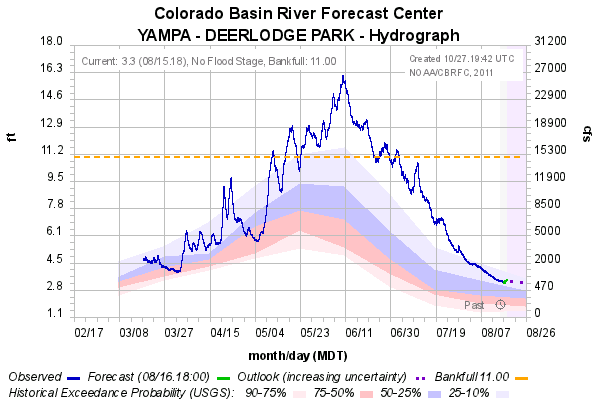 Colorado Basin River Forecast Center
YAMPA - DEERLODGE PARK - Hydrograph
18.0 31200
Current: 3.3 (08/15.18), No Flood Stage, Bankfull: 11.00
Created 10/27.19:42 UTC
NOAA/CBRFC, 2011
16.3 27000
14.6 22900
12.9 18900
ft cfs
11.2 15300
9.5 11900
7.8 8500
6.1 5000
4.5 2000
2.8 470
Past
1.1 0
02/17 03/08 03/27 04/15 05/04 05/23 06/11 06/30 07/19 08/07 08/26
month/day (MDT)
Observed Forecast (08/16.18:00) Outlook (increasing uncertainty) Bankfull 11.00
Historical Exceedance Probability (USGS): 90-75% 75-50% 50-25% 25-10%